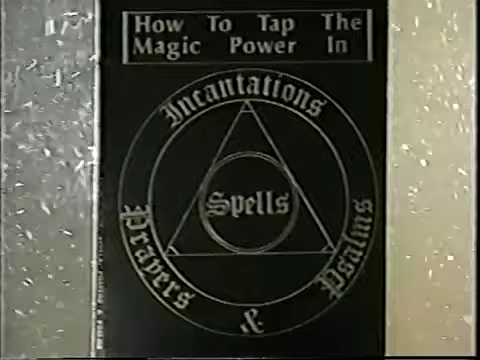 How To Tap The
Magic Power In
Incantations
Spells
Prayers
&
Psalms